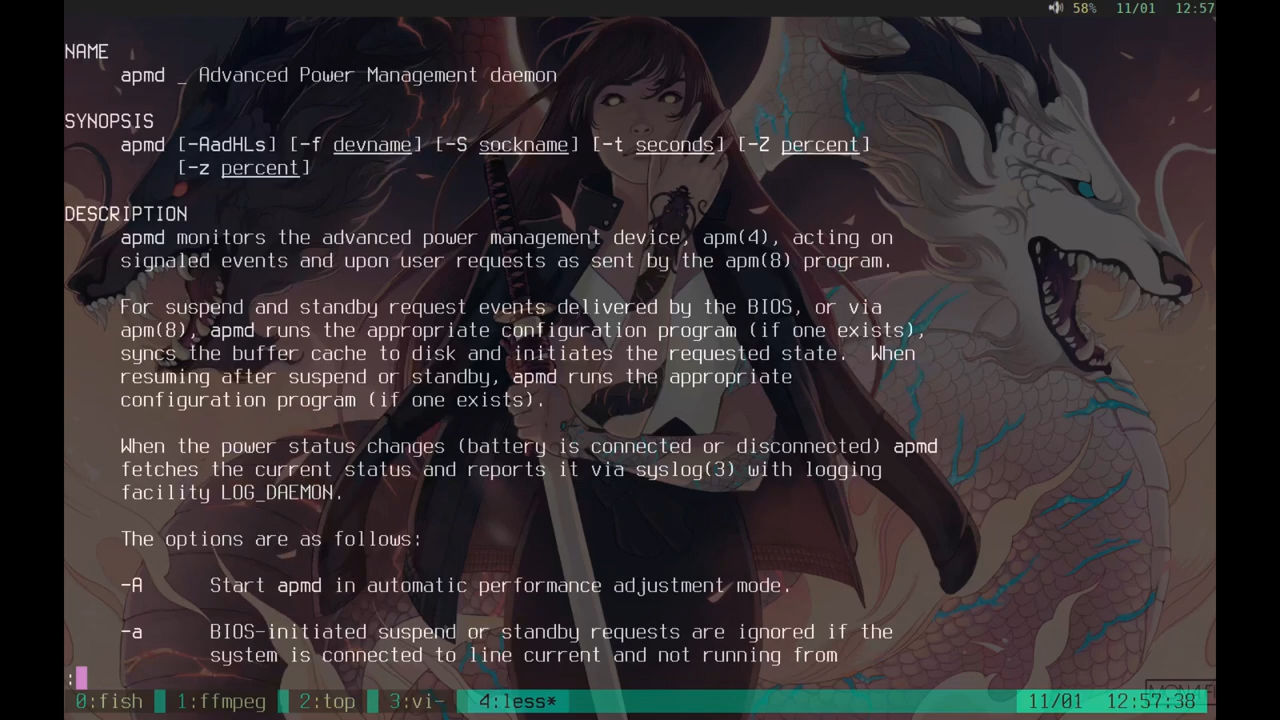 58% 11/01 12:57
NAME
apmd _ Advanced Power Management daemon
SYNOPSIS
apmd [-AadHLs] [-f devname] [-S sockname] [-t seconds] [-Z percent]
[-z percent]
DESCRIPTION
apmd monitors the advanced power management device, apm(4), acting on
signaled events and upon user requests as sent by the apm(8) program.
For suspend and standby request events delivered by the BIOS, or via
apm(8), apmd runs the appropriate configuration program (if one exists),
syncs the buffer cache to disk and initiates the requested state.  When
resuming after suspend or standby, apmd runs the appropriate
configuration program (if one exists).
When the power status changes (battery is connected or disconnected) apmd
fetches the current status and reports it via syslog(3) with logging
facility LOG_DAEMON.
The options are as follows:
-A Start apmd in automatic performance adjustment mode.
-a BIOS-initiated suspend or standby requests are ignored if the
system is connected to line current and not running from
:
0:fish 1:ffmpeg 2:top 3:vi- 4:less* 11/01 12:57:38